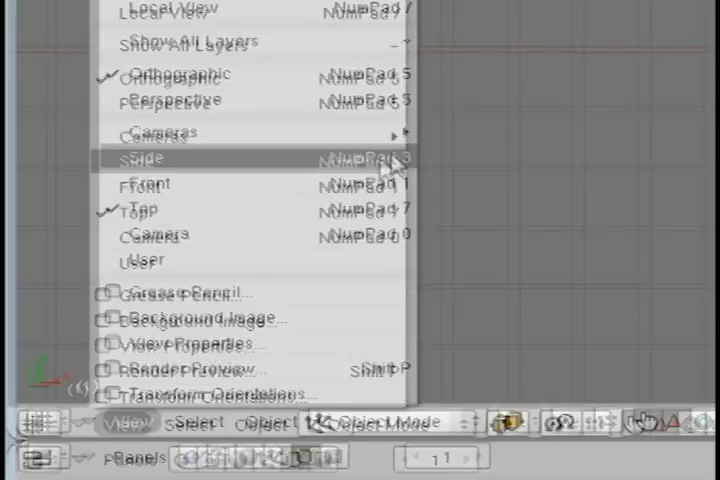 Local View NumPad /
Show All Layers ~
Orthographic NumPad 5
Perspective NumPad 5
Cameras
Side NumPad 3
Front NumPad 1
Top NumPad 7
Camera NumPad 0
User
Grease Pencil...
Background Image...
View Properties...
Render Preview... Shift P
Transform Orientations...
View Select Object Object Mode
Panels 1